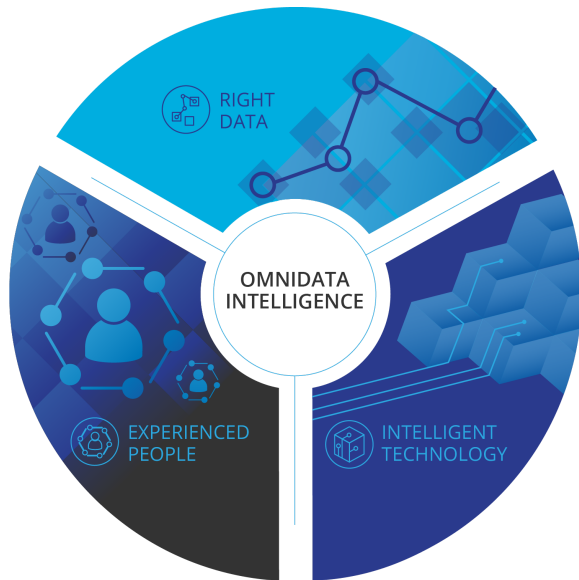 RIGHT
DATA
OMNIDATA
INTELLIGENCE
EXPERIENCED
PEOPLE
INTELLIGENT
TECHNOLOGY